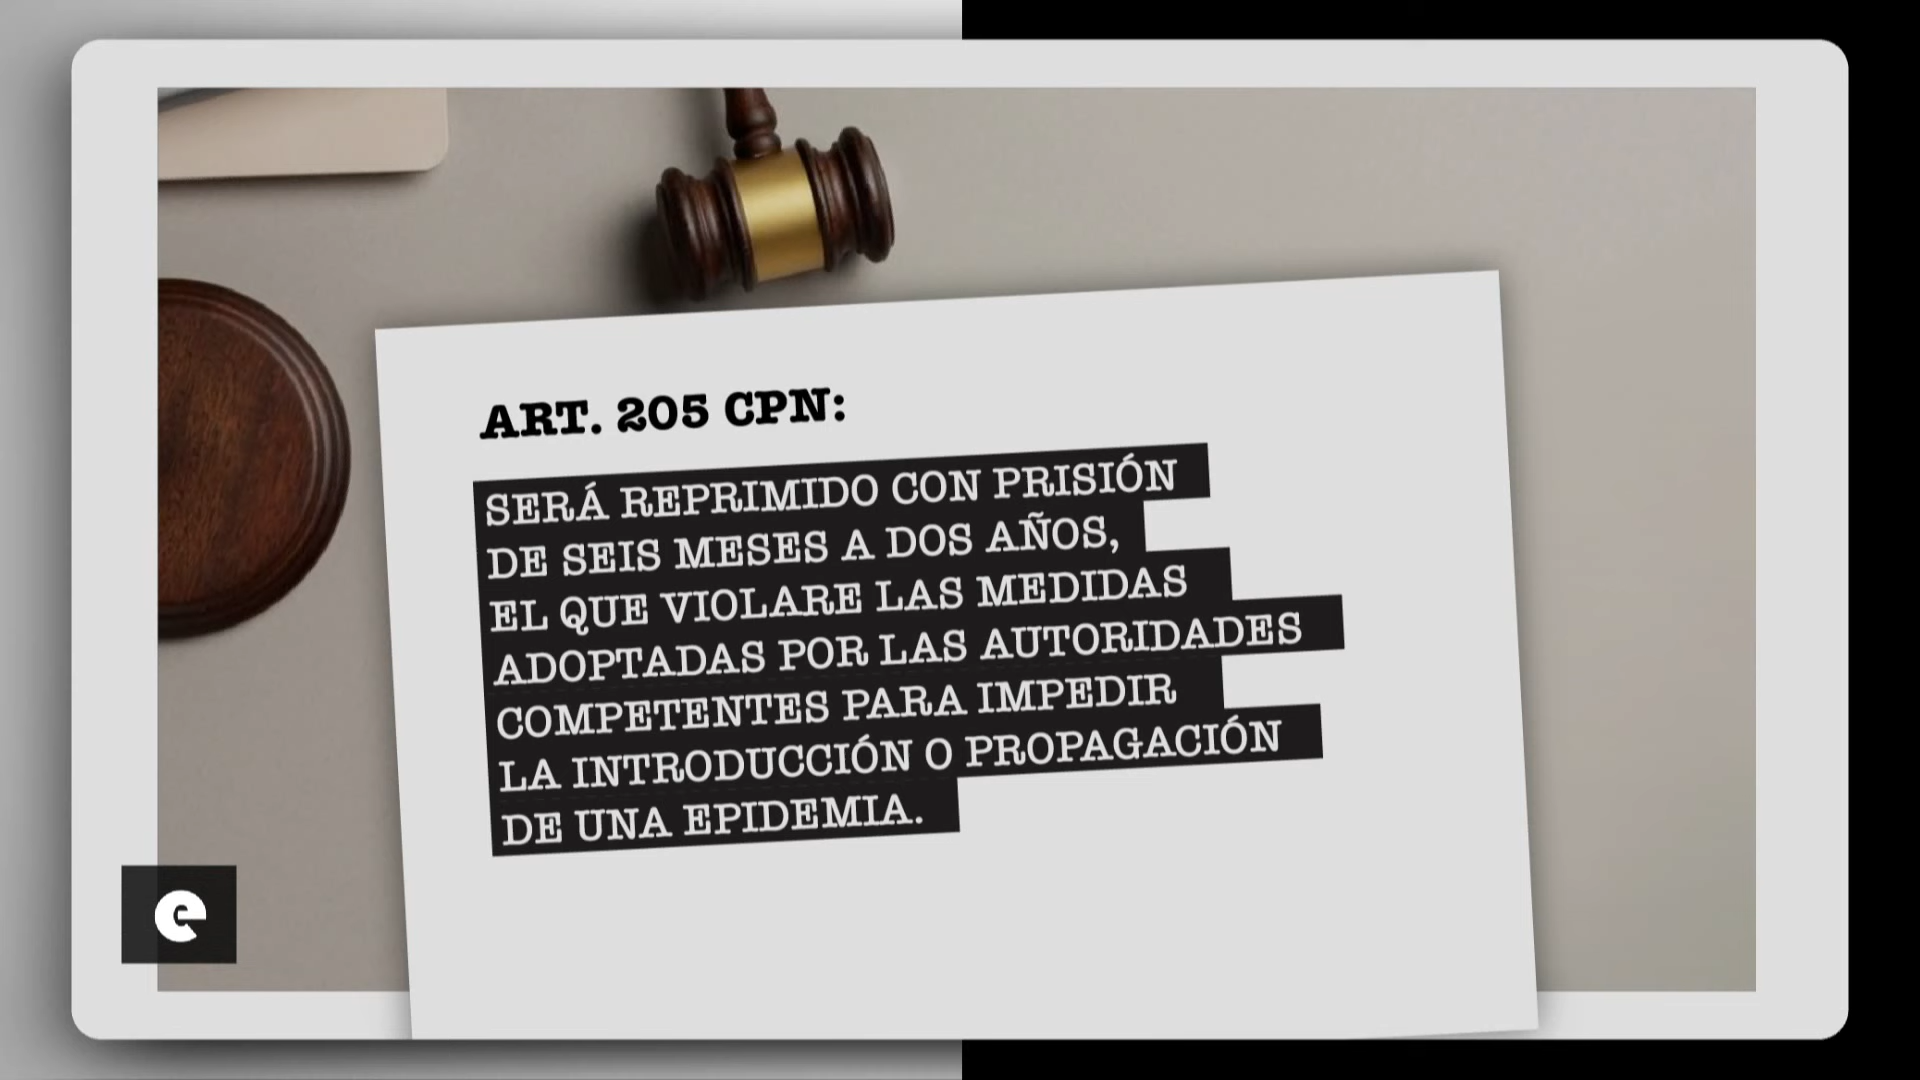 ART. 205 CPN:
SERÁ REPRIMIDO CON PRISIÓN
DE SEIS MESES A DOS AÑOS,
EL QUE VIOLARE LAS MEDIDAS
ADOPTADAS POR LAS AUTORIDADES
COMPETENTES PARA IMPEDIR
LA INTRODUCCIÓN O PROPAGACIÓN
DE UNA EPIDEMIA.
e